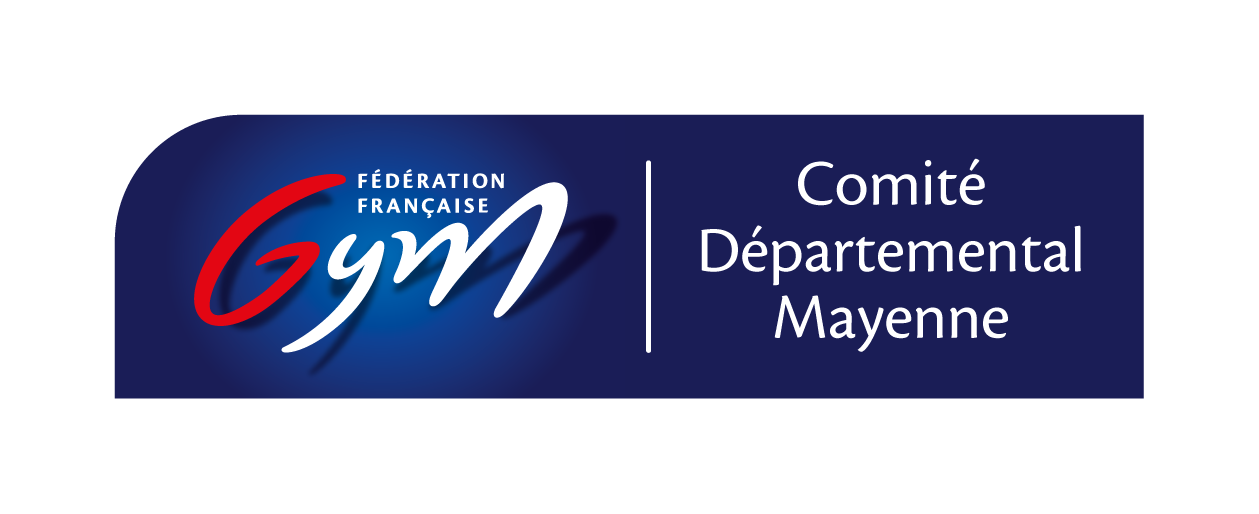 FÉDÉRATION
FRANÇAISE
Gym
Comité
Départemental
Mayenne